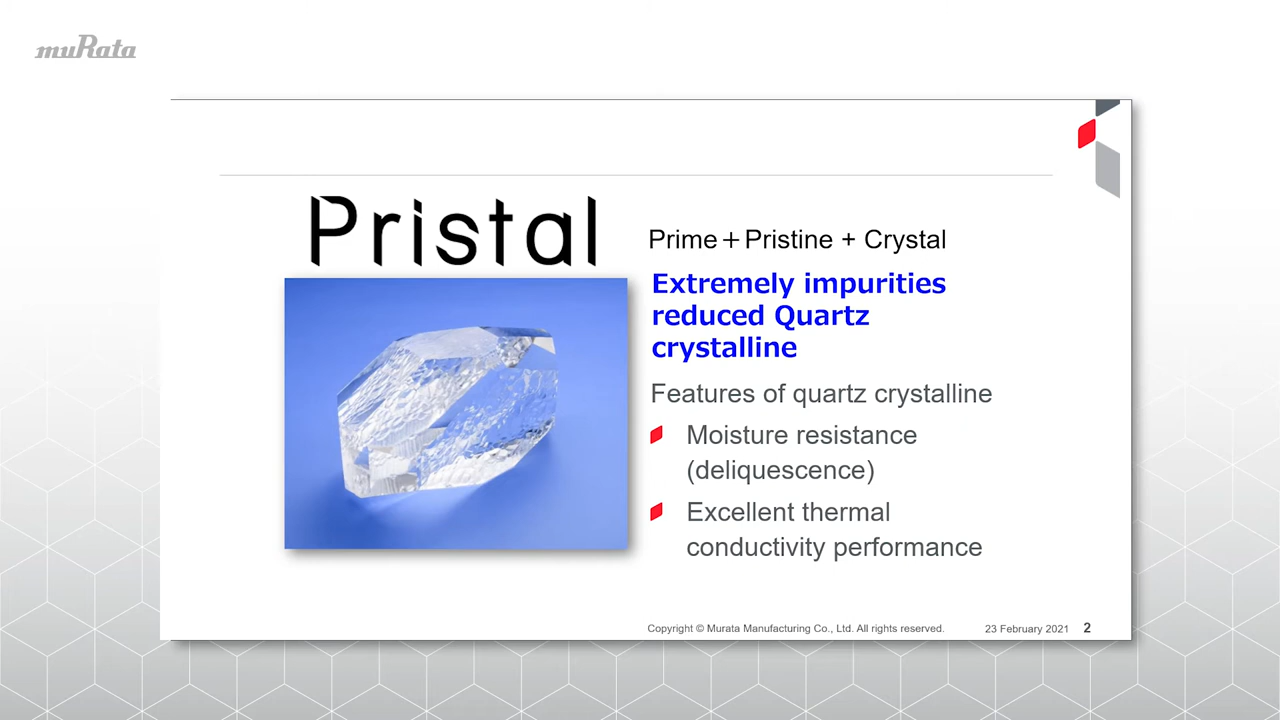 muRata
Pristal
Prime＋Pristine + Crystal
Extremely impurities
reduced Quartz
crystalline
Features of quartz crystalline
Moisture resistance
(deliquescence)
Excellent thermal
conductivity performance
Copyright © Murata Manufacturing Co., Ltd. All rights reserved. 23 February 2021 2